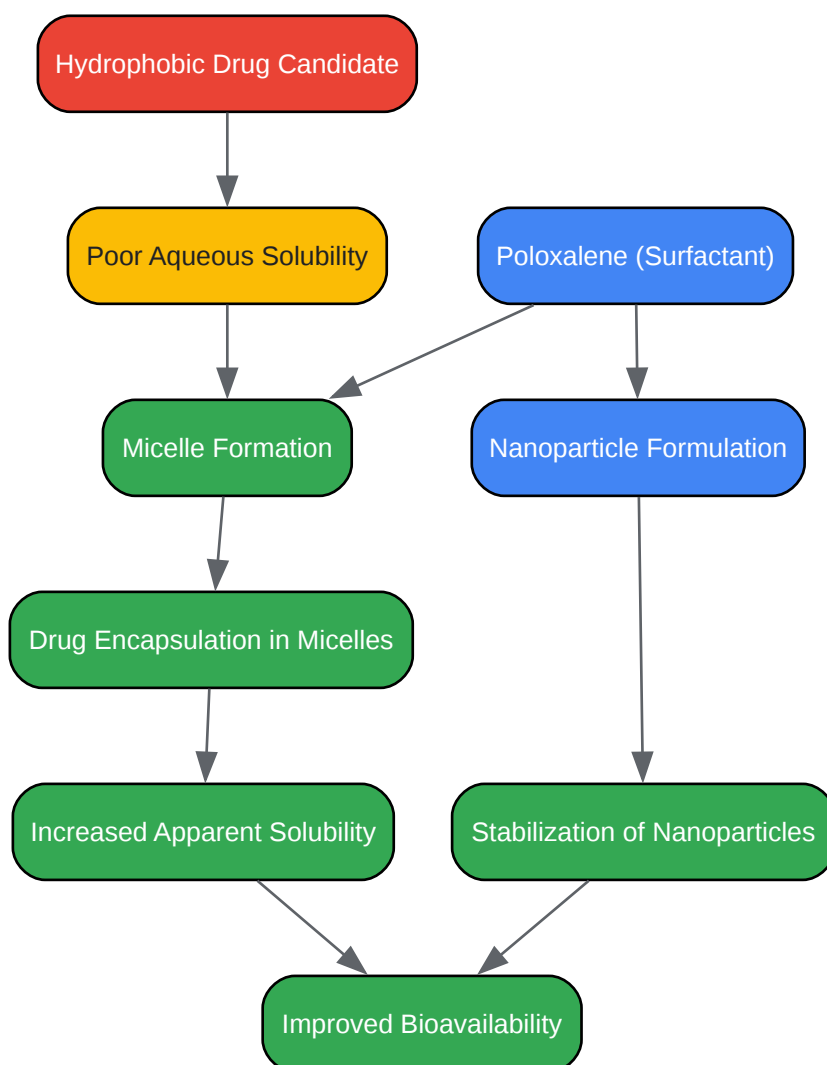 Hydrophobic Drug Candidate
Poor Aqueous Solubility
Poloxalene (Surfactant)
Micelle Formation
Nanoparticle Formulation
Drug Encapsulation in Micelles
Increased Apparent Solubility
Stabilization of Nanoparticles
Improved Bioavailability